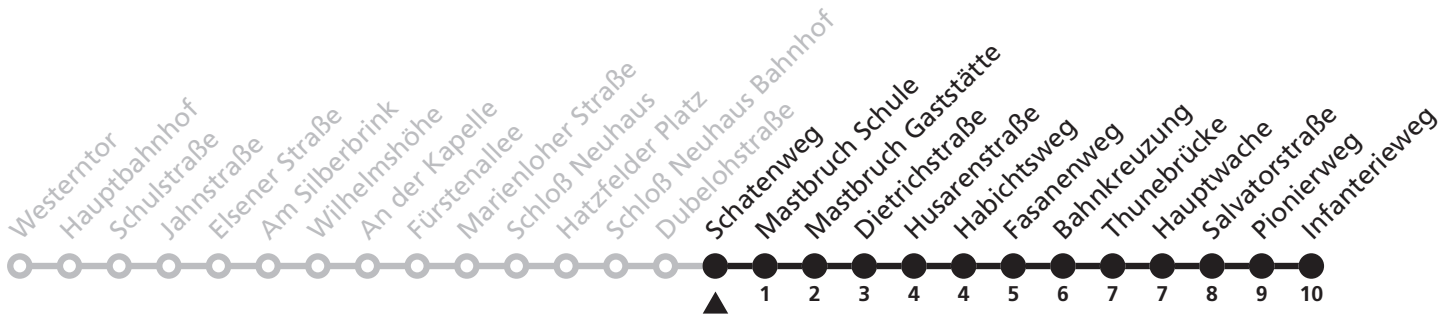 Westerntor
Hauptbahnhof
Schulstraße
Jahnstraße
Elsener Straße
Am Silberbrink
Wilhelmshöhe
An der Kapelle
Fürstenallee
Marienloher Straße
Schloß Neuhaus
Hatzfelder Platz
Schloß Neuhaus Bahnhof
Dubelohstraße
Schatenweg
Mastbruch Schule
Mastbruch Gaststätte
Dietrichstraße
Husarenstraße
Habichtsweg
Fasanenweg
Bahnkreuzung
Thunebrücke
Hauptwache
Salvatorstraße
Pionierweg
Infanterieweg
1 2 3 4 4 5 6 7 7 8 9 10